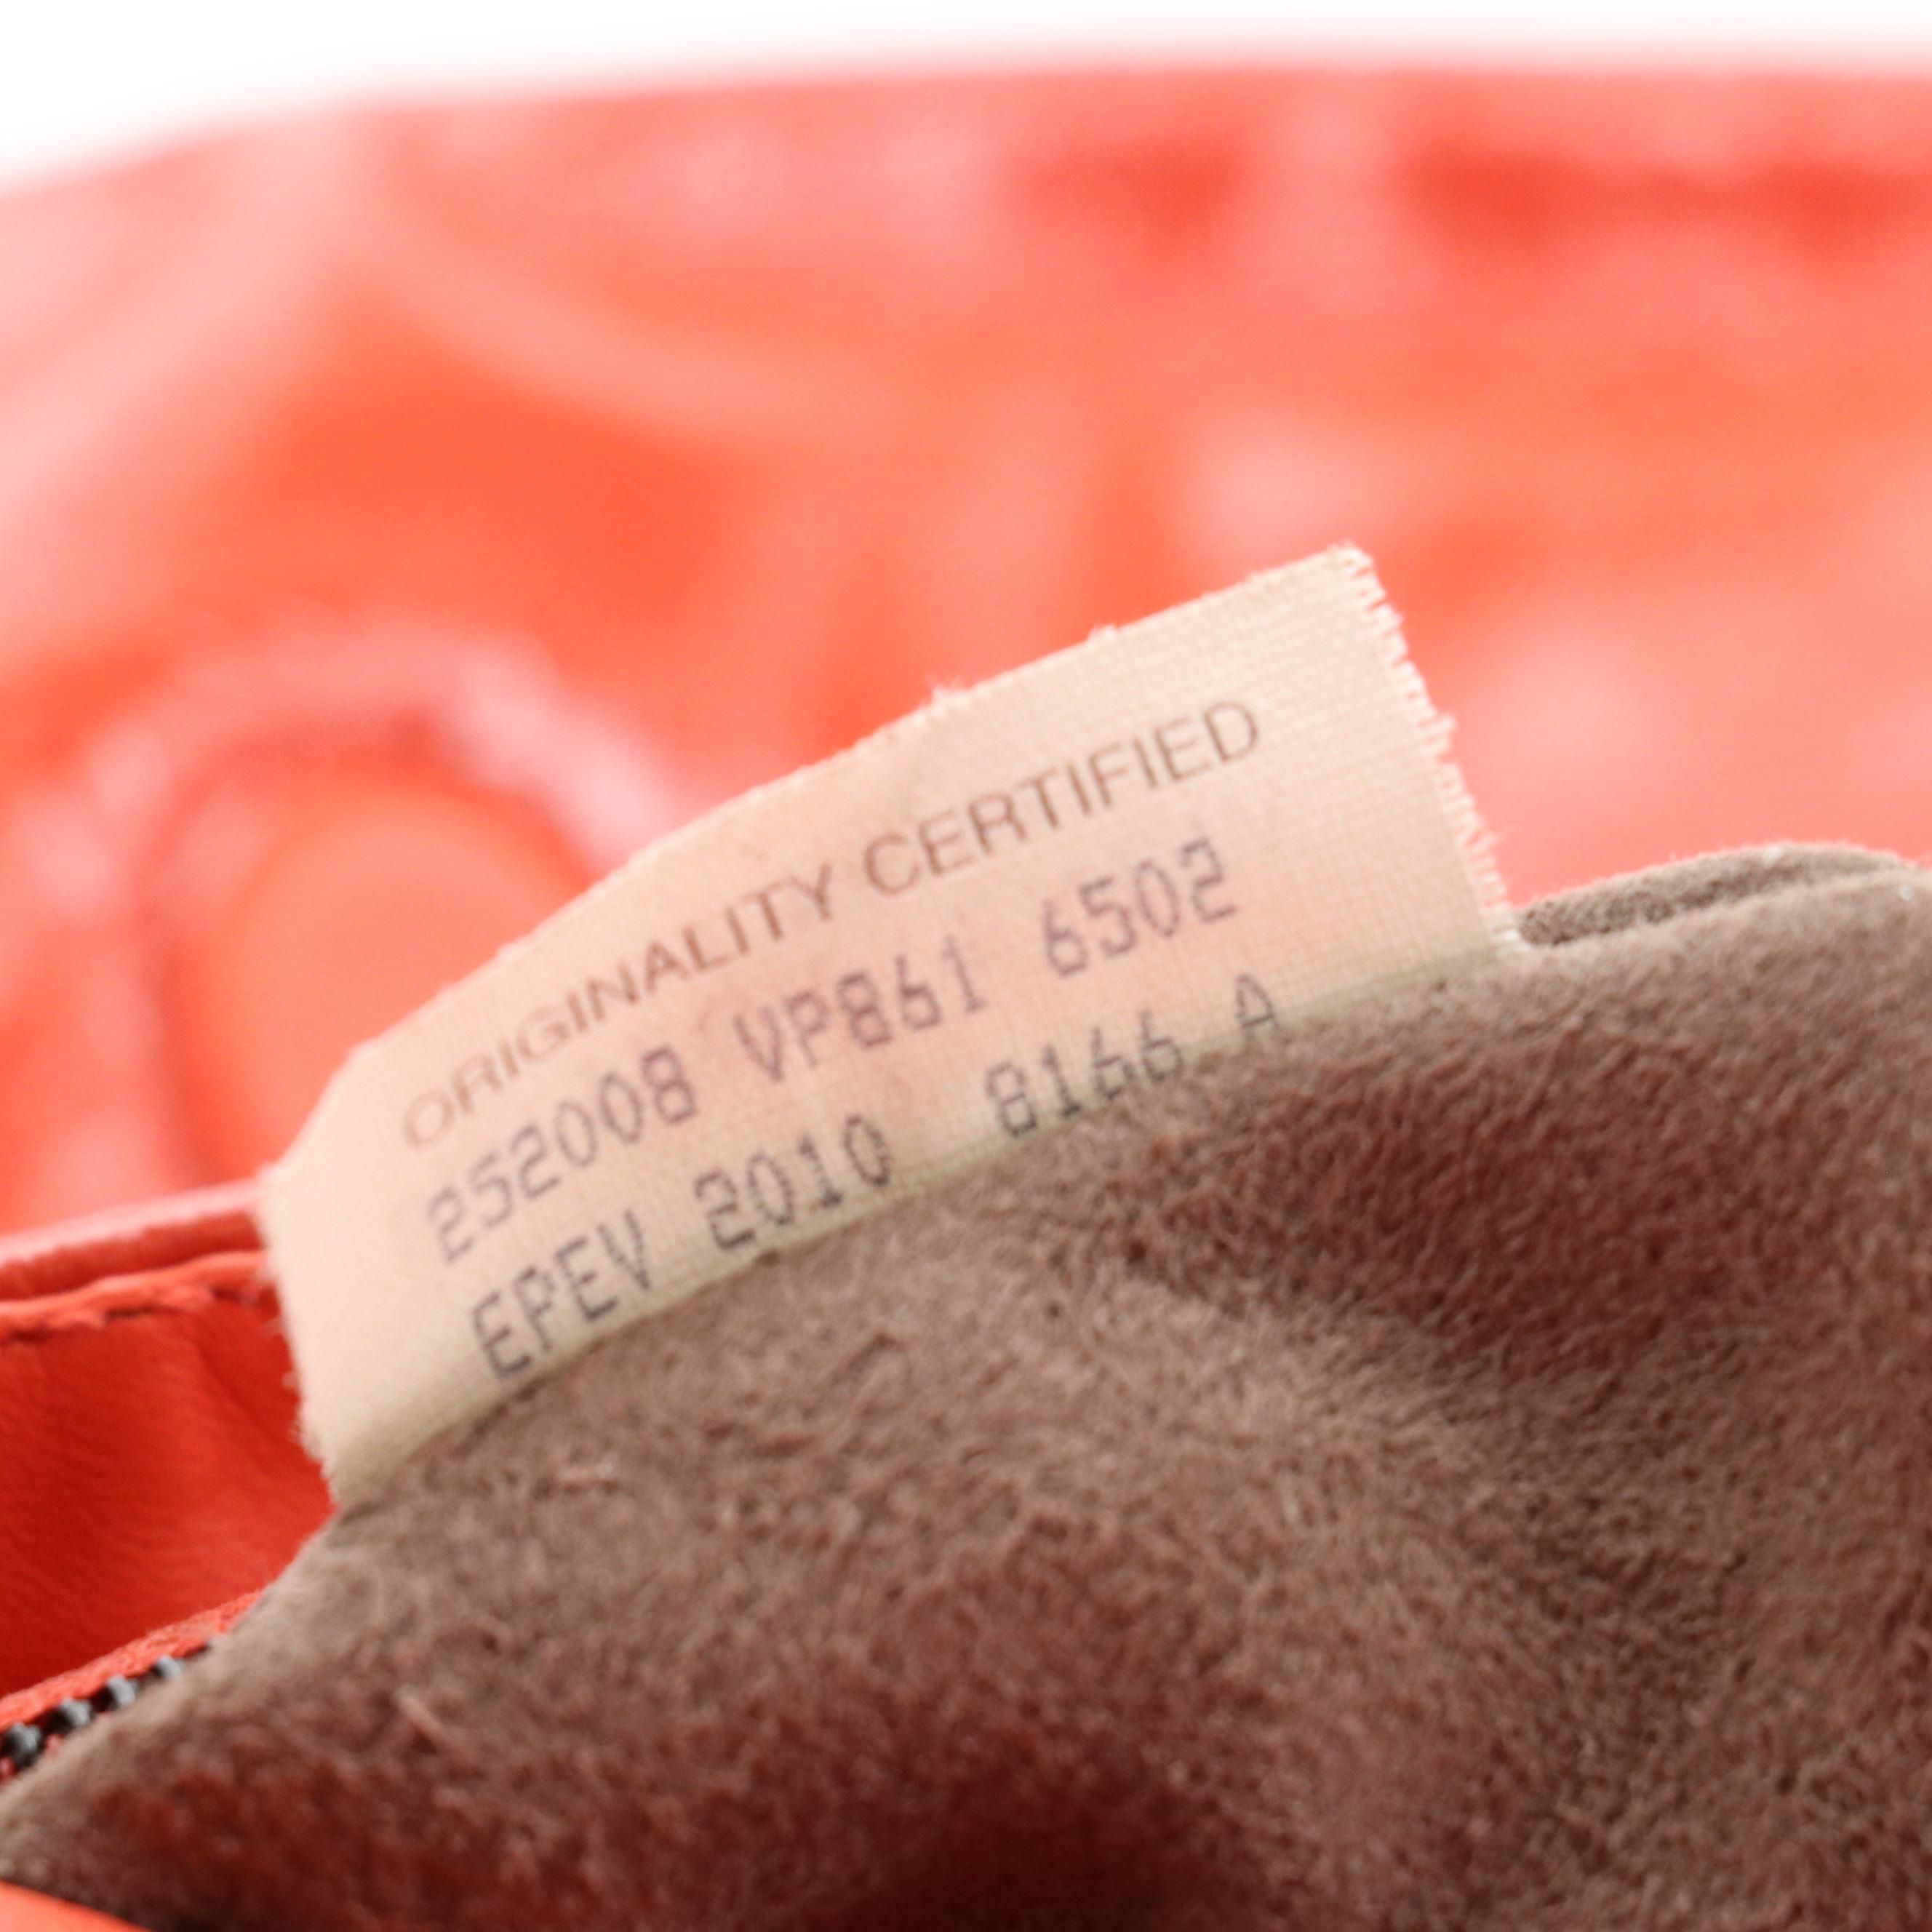 ORIGINALITY CERTIFIED
252008 VP861 6502
EPEV 2010 8166 A